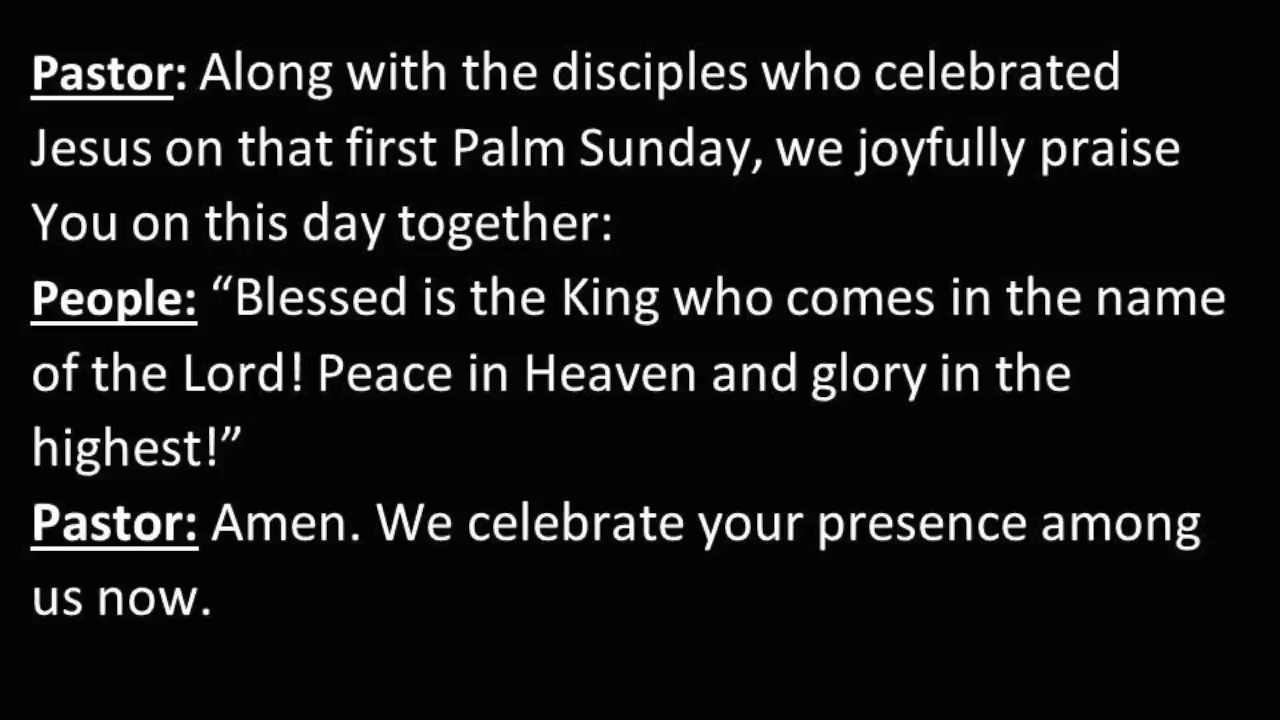 Pastor: Along with the disciples who celebrated
Jesus on that first Palm Sunday, we joyfully praise
You on this day together:
People: “Blessed is the King who comes in the name
of the Lord! Peace in Heaven and glory in the
highest!”
Pastor: Amen. We celebrate your presence among
us now.